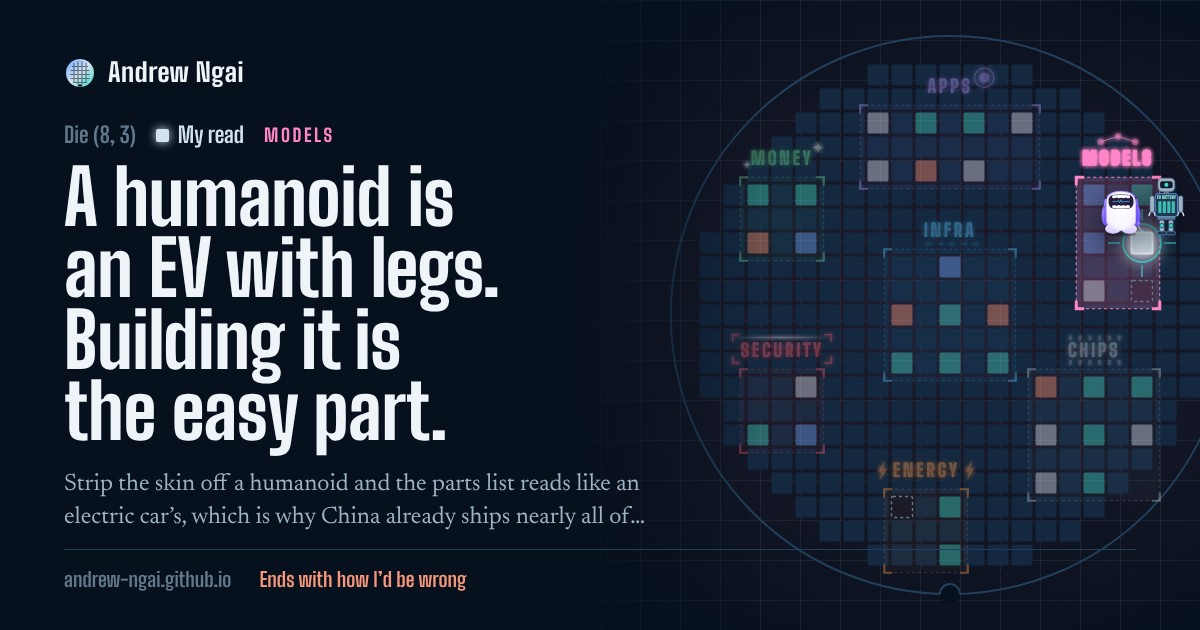 Andrew Ngai
Die (8, 3) My read MODELS
A humanoid is
an EV with legs.
Building it is
the easy part.
Strip the skin off a humanoid and the parts list reads like an
electric car’s, which is why China already ships nearly all of…
andrew-ngai.github.io Ends with how I’d be wrong
APPS
MONEY
MODELS
INFRA
SECURITY
CHIPS
ENERGY